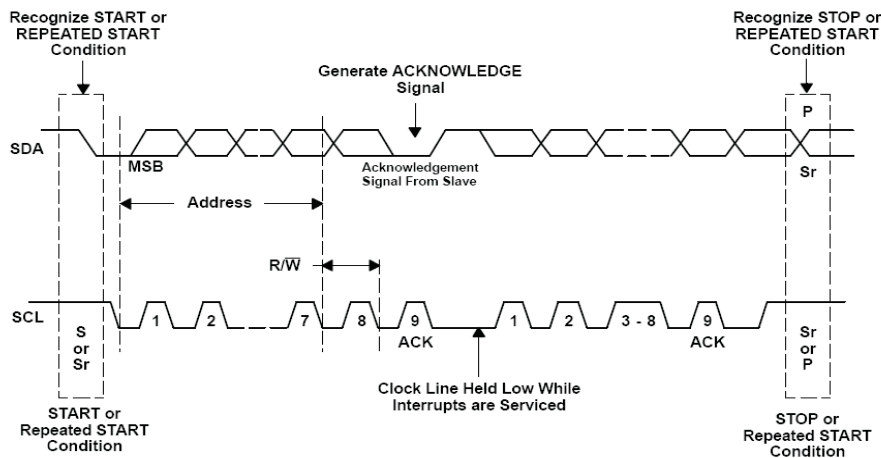 Recognize START or
REPEATED START
Condition
Recognize STOP or
REPEATED START
Condition
Generate ACKNOWLEDGE
Signal
P
SDA
MSB
Acknowledgement
Signal From Slave
Sr
Address
R/W̅
SCL
S
or
Sr
1
2
7
8
9
ACK
1
2
3 - 8
9
ACK
Sr
or
P
Clock Line Held Low While
Interrupts are Serviced
START or
Repeated START
Condition
STOP or
Repeated START
Condition